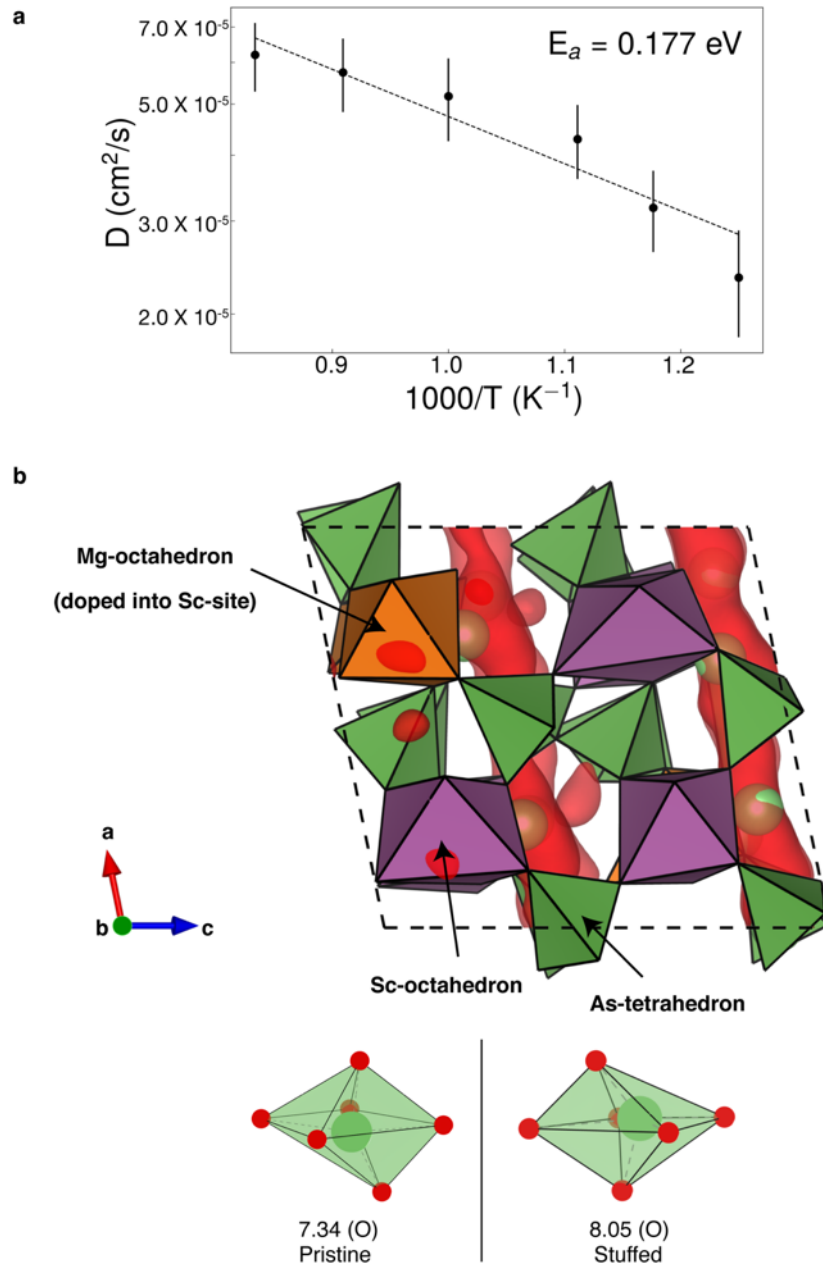 a
E_a = 0.177 eV
7.0 X 10⁻⁵
5.0 X 10⁻⁵
3.0 X 10⁻⁵
2.0 X 10⁻⁵
D (cm²/s)
0.9 1.0 1.1 1.2
1000/T (K⁻¹)
b
Mg-octahedron
(doped into Sc-site)
a
b
c
Sc-octahedron
As-tetrahedron
7.34 (O)
Pristine
8.05 (O)
Stuffed